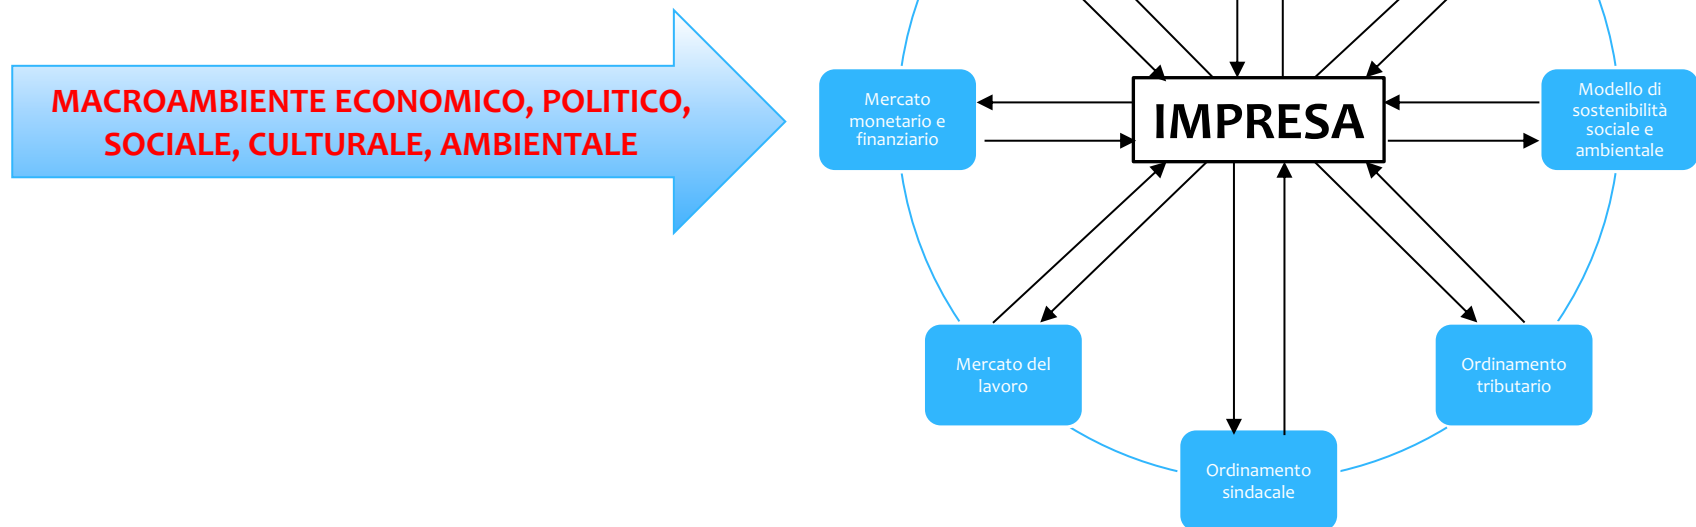 MACROAMBIENTE ECONOMICO, POLITICO,
SOCIALE, CULTURALE, AMBIENTALE
Mercato
monetario e
finanziario
IMPRESA
Modello di
sostenibilità
sociale e
ambientale
Mercato del
lavoro
Ordinamento
tributario
Ordinamento
sindacale